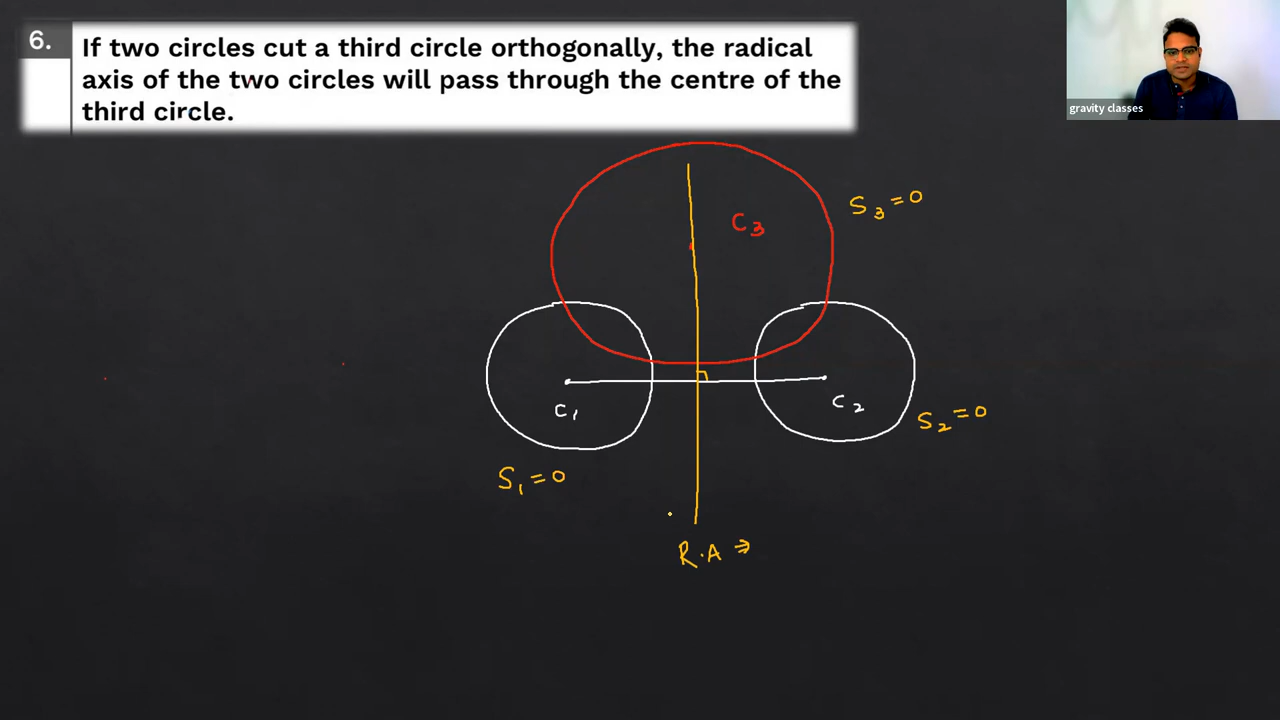 6.
If two circles cut a third circle orthogonally, the radical
axis of the two circles will pass through the centre of the
third circle.
gravity classes
C₃
S₃ = 0
C₁
C₂
S₂ = 0
S₁ = 0
R.A ⇒